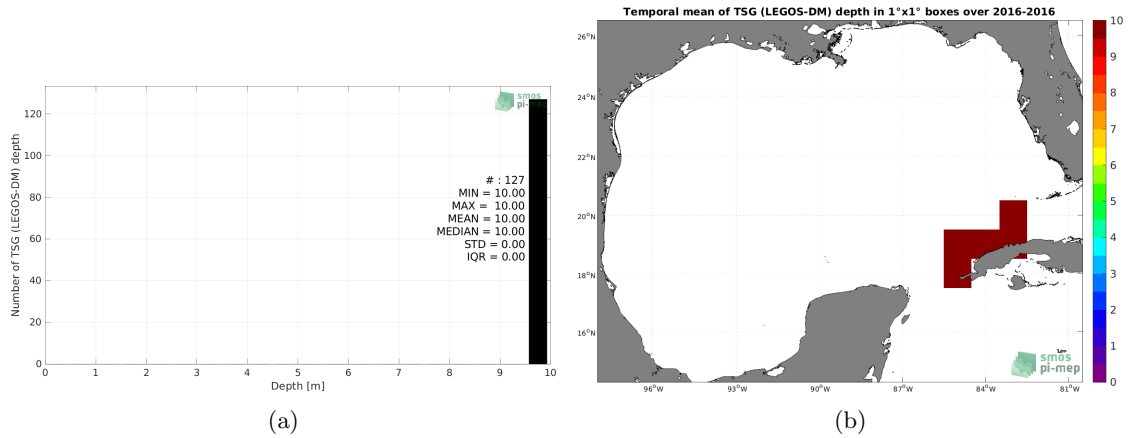 Number of TSG (LEGOS-DM) depth
120
100
80
60
40
20
0
smos
pi-mep
# : 127
MIN = 10.00
MAX = 10.00
MEAN = 10.00
MEDIAN = 10.00
STD = 0.00
IQR = 0.00
0 1 2 3 4 5 6 7 8 9 10
Depth [m]
(a)
Temporal mean of TSG (LEGOS-DM) depth in 1°x1° boxes over 2016-2016
26°N
24°N
22°N
20°N
18°N
16°N
96°W 93°W 90°W 87°W 84°W 81°W
smos
pi-mep
10
9
8
7
6
5
4
3
2
1
0
(b)